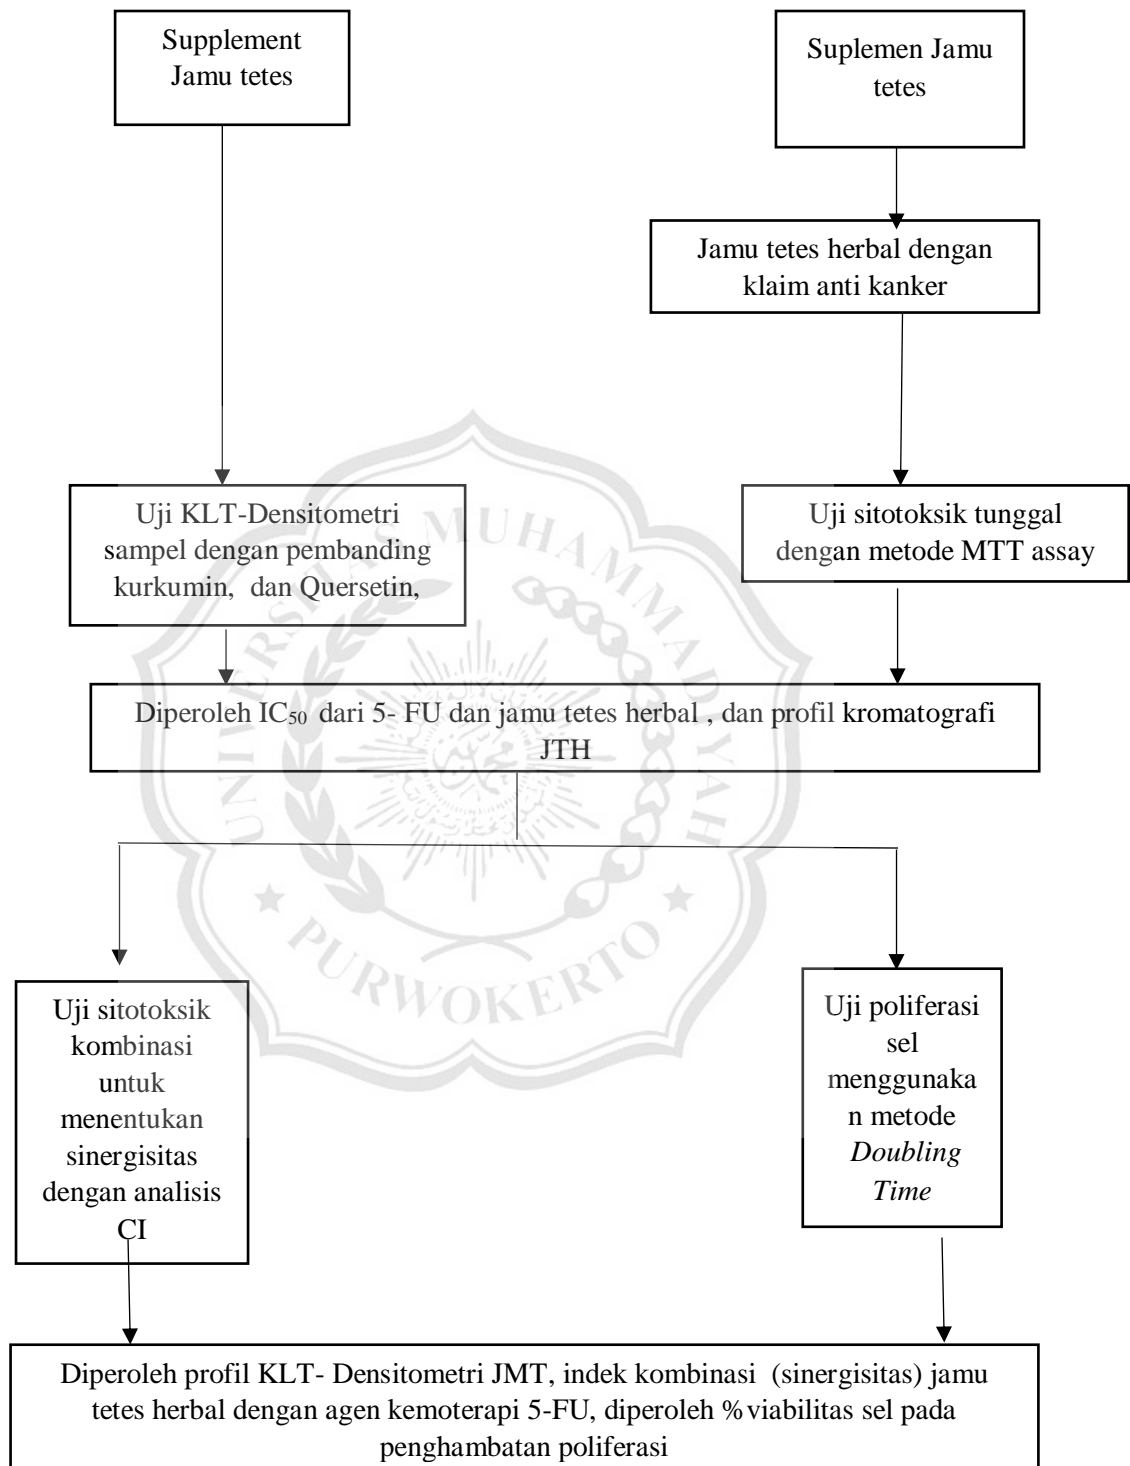 Supplement
Jamu tetes
Suplemen Jamu
tetes
Jamu tetes herbal dengan
klaim anti kanker
Uji KLT-Densitometri
sampel dengan pembanding
kurkumin, dan Quersetin,
Uji sitotoksik tunggal
dengan metode MTT assay
Diperoleh IC50 dari 5- FU dan jamu tetes herbal , dan profil kromatografi
JTH
UNIVERSITAS MUHAMMADIYAH
PURWOKERTO
Uji sitotoksik
kombinasi
untuk
menentukan
sinergisitas
dengan analisis
CI
Uji poliferasi
sel
menggunaka
n metode
Doubling
Time
Diperoleh profil KLT- Densitometri JMT, indek kombinasi (sinergisitas) jamu
tetes herbal dengan agen kemoterapi 5-FU, diperoleh %viabilitas sel pada
penghambatan poliferasi